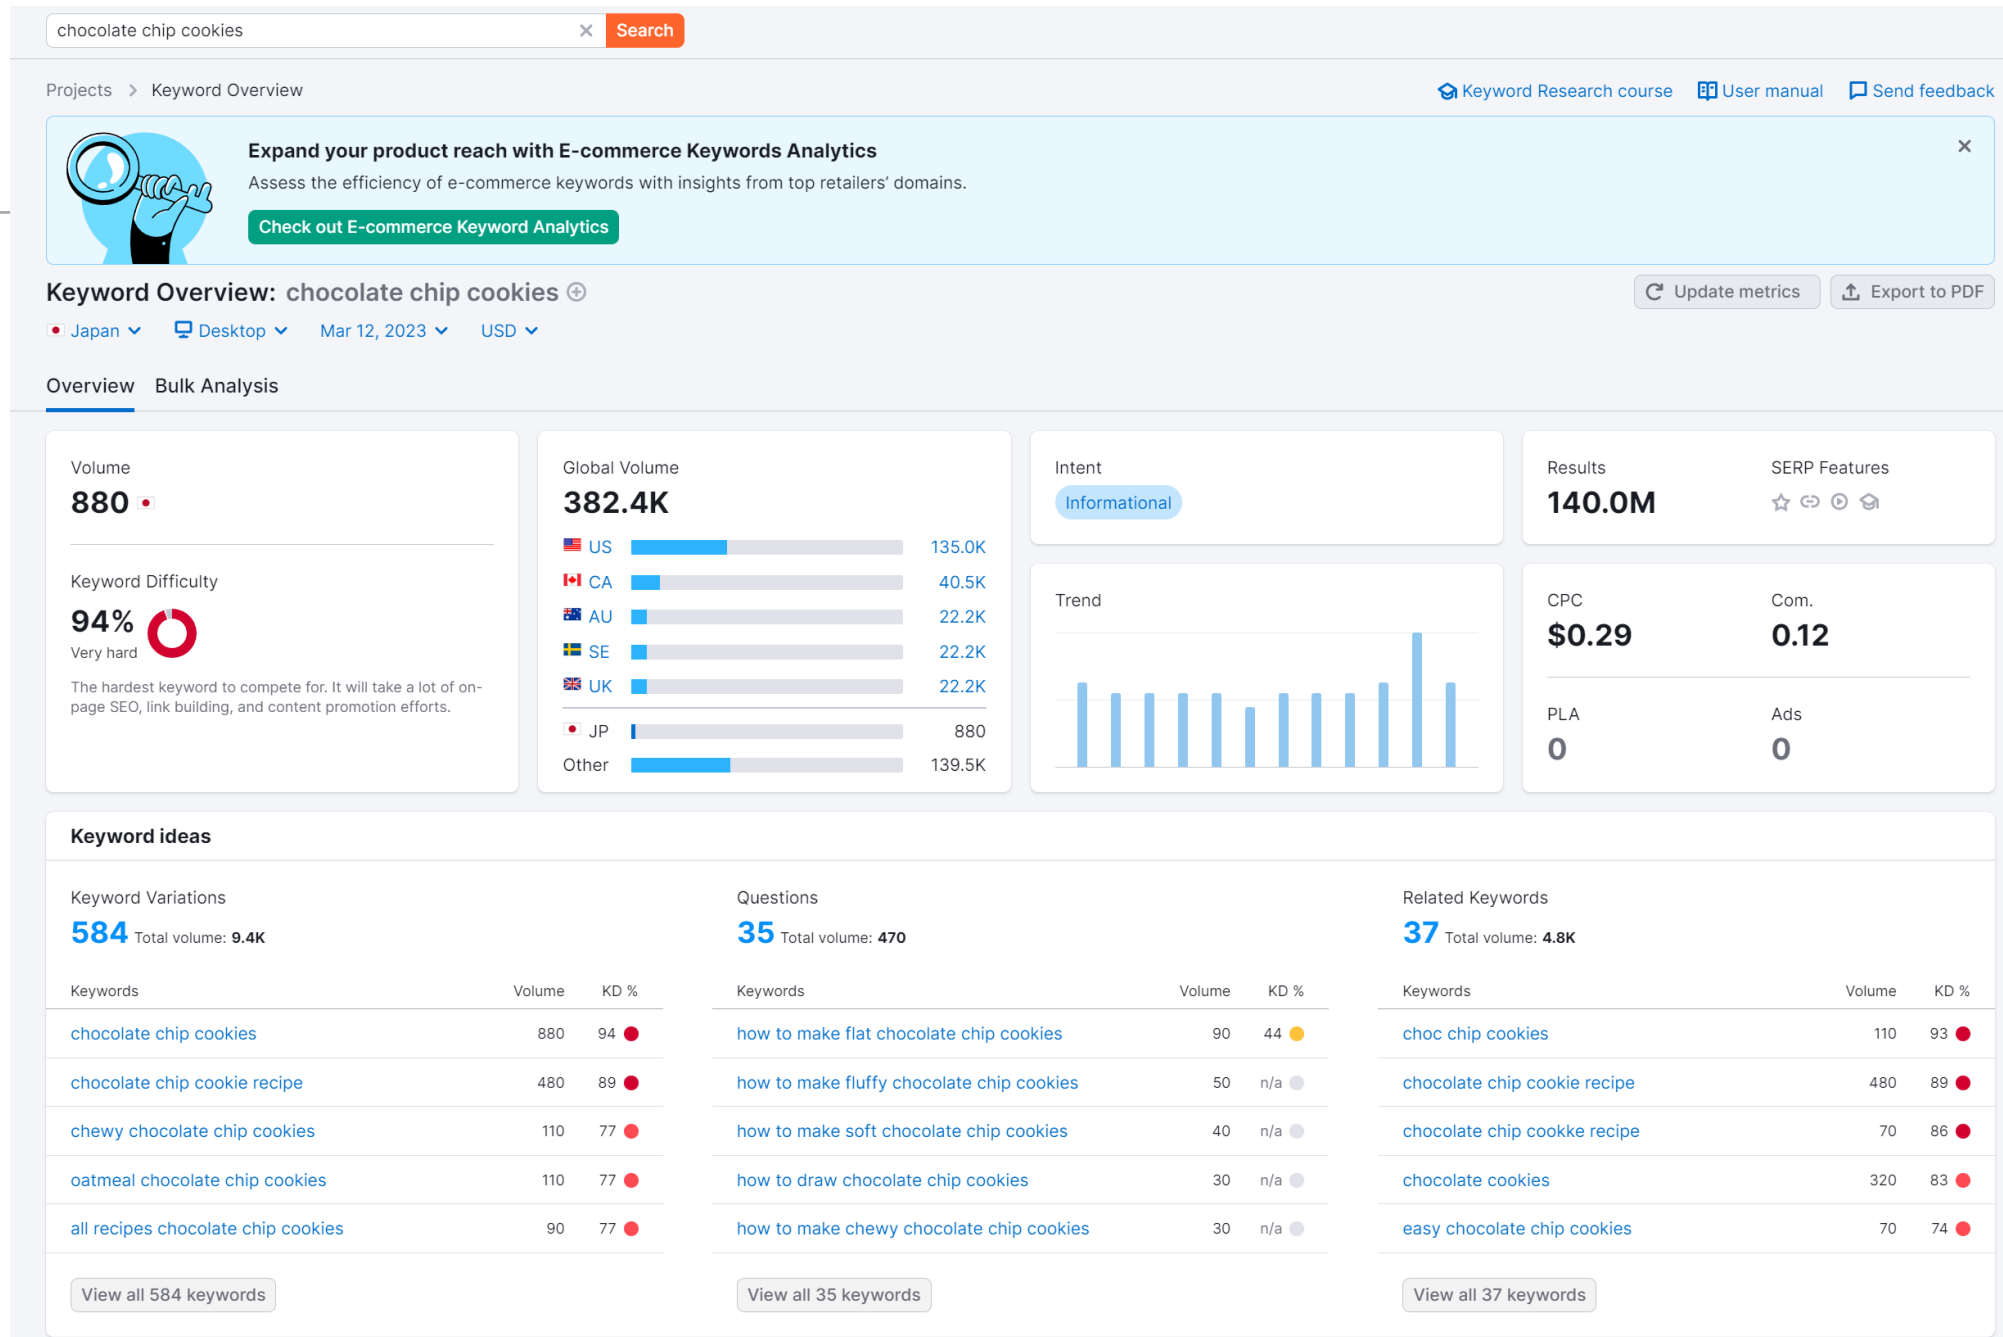 chocolate chip cookies
Search
Projects > Keyword Overview
Keyword Research course
User manual
Send feedback
Expand your product reach with E-commerce Keywords Analytics
Assess the efficiency of e-commerce keywords with insights from top retailers’ domains.
Check out E-commerce Keyword Analytics
Keyword Overview: chocolate chip cookies
Update metrics
Export to PDF
Japan
Desktop
Mar 12, 2023
USD
Overview
Bulk Analysis
Volume
880
Keyword Difficulty
94%
Very hard
The hardest keyword to compete for. It will take a lot of on-
page SEO, link building, and content promotion efforts.
Global Volume
382.4K
US 135.0K
CA 40.5K
AU 22.2K
SE 22.2K
UK 22.2K
JP 880
Other 139.5K
Intent
Informational
Trend
Results
140.0M
SERP Features
CPC
$0.29
Com.
0.12
PLA
0
Ads
0
Keyword ideas
Keyword Variations
584 Total volume: 9.4K
Keywords Volume KD %
chocolate chip cookies 880 94
chocolate chip cookie recipe 480 89
chewy chocolate chip cookies 110 77
oatmeal chocolate chip cookies 110 77
all recipes chocolate chip cookies 90 77
View all 584 keywords
Questions
35 Total volume: 470
Keywords Volume KD %
how to make flat chocolate chip cookies 90 44
how to make fluffy chocolate chip cookies 50 n/a
how to make soft chocolate chip cookies 40 n/a
how to draw chocolate chip cookies 30 n/a
how to make chewy chocolate chip cookies 30 n/a
View all 35 keywords
Related Keywords
37 Total volume: 4.8K
Keywords Volume KD %
choc chip cookies 110 93
chocolate chip cookie recipe 480 89
chocolate chip cookke recipe 70 86
chocolate cookies 320 83
easy chocolate chip cookies 70 74
View all 37 keywords